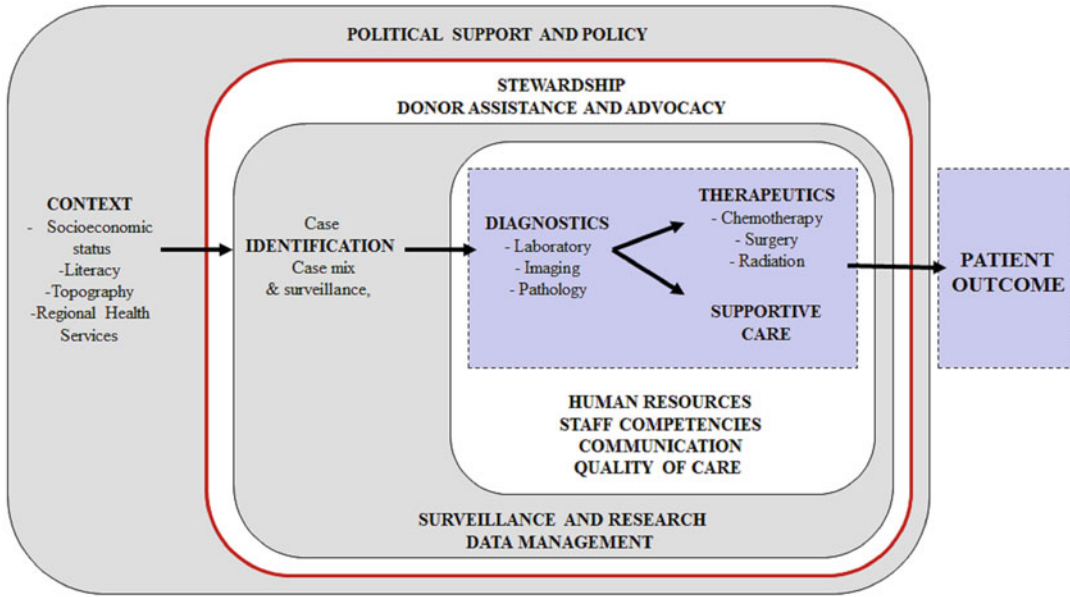 POLITICAL SUPPORT AND POLICY
STEWARDSHIP
DONOR ASSISTANCE AND ADVOCACY
CONTEXT
- Socioeconomic
status
-Literacy
-Topography
-Regional Health
Services
Case
IDENTIFICATION
Case mix
& surveillance,
DIAGNOSTICS
- Laboratory
- Imaging
- Pathology
THERAPEUTICS
- Chemotherapy
- Surgery
- Radiation
SUPPORTIVE
CARE
PATIENT
OUTCOME
HUMAN RESOURCES
STAFF COMPETENCIES
COMMUNICATION
QUALITY OF CARE
SURVEILLANCE AND RESEARCH
DATA MANAGEMENT